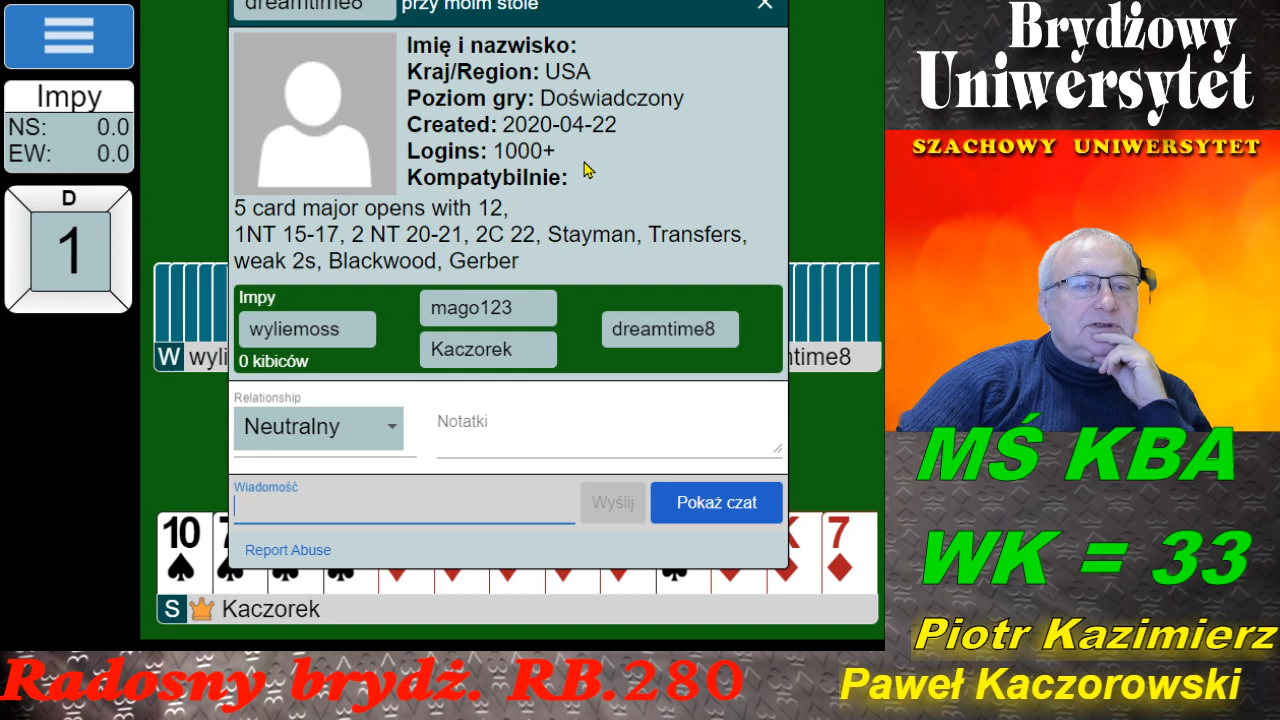 dreamtime8 przy moim stole
Imię i nazwisko:
Kraj/Region: USA
Poziom gry: Doświadczony
Created: 2020-04-22
Logins: 1000+
Kompatybilnie:
5 card major opens with 12,
1NT 15-17, 2 NT 20-21, 2C 22, Stayman, Transfers,
weak 2s, Blackwood, Gerber
Impy
wyliemoss
mago123
Kaczorek
dreamtime8
0 kibiców
Relationship
Neutralny
Notatki
Wiadomość
Wyślij
Pokaż czat
Report Abuse
Impy
NS: 0.0
EW: 0.0
D
1
W wyli
time8
10
7
7
S Kaczorek
Brydżowy
Uniwersytet
SZACHOWY UNIWERSYTET
MŚ KBA
WK = 33
Piotr Kazimierz
Paweł Kaczorowski
Radosny brydż. RB.280